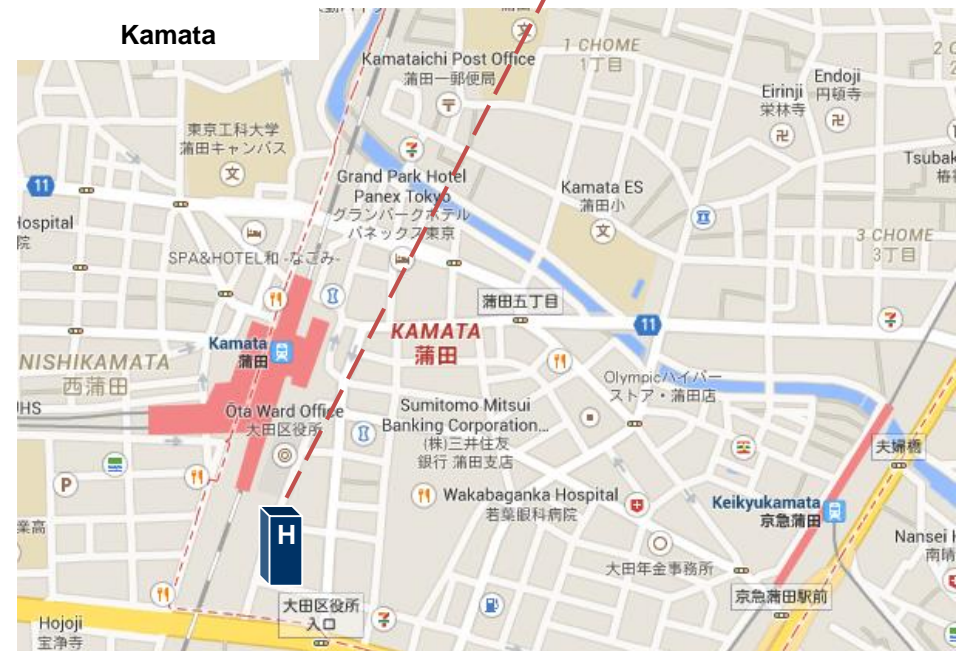 Kamata
Kamataichi Post Office
蒲田一郵便局
文
1 CHOME
1丁目
Endoji
円頓寺
Eirinji
栄林寺
東京工科大学
蒲田キャンパス
文
11
Grand Park Hotel
Panex Tokyo
グランパークホテル
パネックス東京
Kamata ES
蒲田小
文
Tsubak
椿
Hospital
院
SPA&HOTEL和 -なごみ-
3 CHOME
3丁目
蒲田五丁目
11
KAMATA
蒲田
Kamata
蒲田
NISHIKAMATA
西蒲田
JHS
Ōta Ward Office
大田区役所
Sumitomo Mitsui
Banking Corporation...
(株)三井住友
銀行 蒲田支店
Olympicハイパー
ストア・蒲田店
夫婦橋
P
Wakabaganka Hospital
若葉眼科病院
Keikyukamata
京急蒲田
業高
H
Nansei H
南晴
大田年金事務所
京急蒲田駅前
大田区役所
入口
Hojoji
宝浄寺